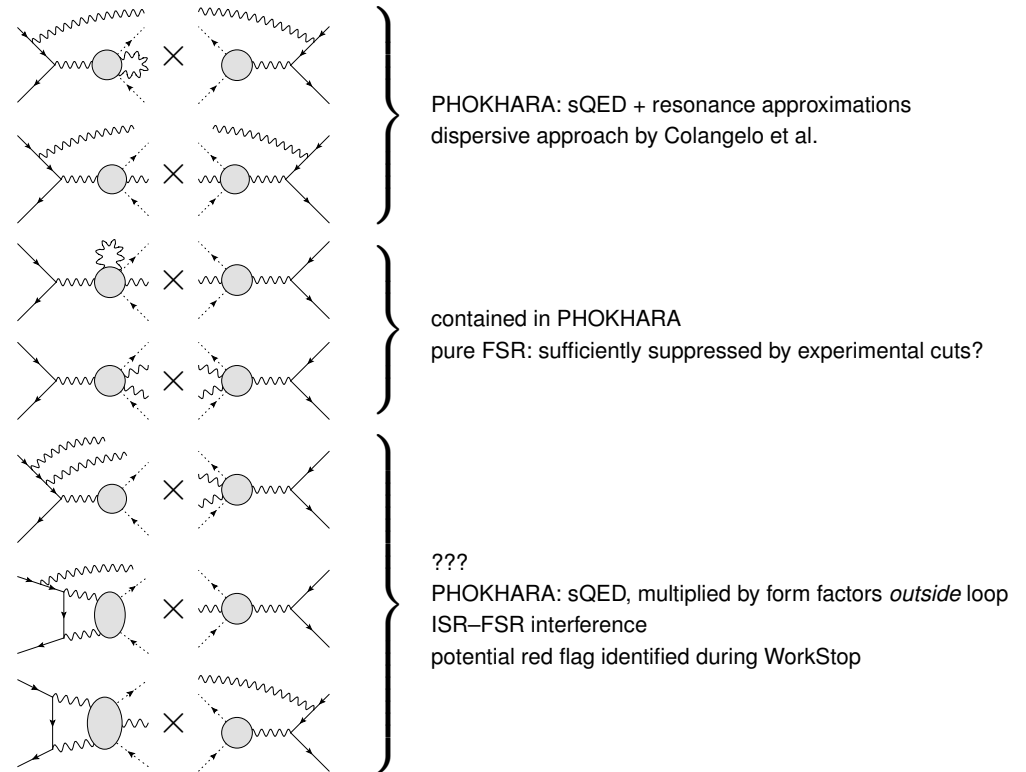 PHOKHARA: sQED + resonance approximations
dispersive approach by Colangelo et al.
contained in PHOKHARA
pure FSR: sufficiently suppressed by experimental cuts?
???
PHOKHARA: sQED, multiplied by form factors outside loop
ISR–FSR interference
potential red flag identified during WorkStop